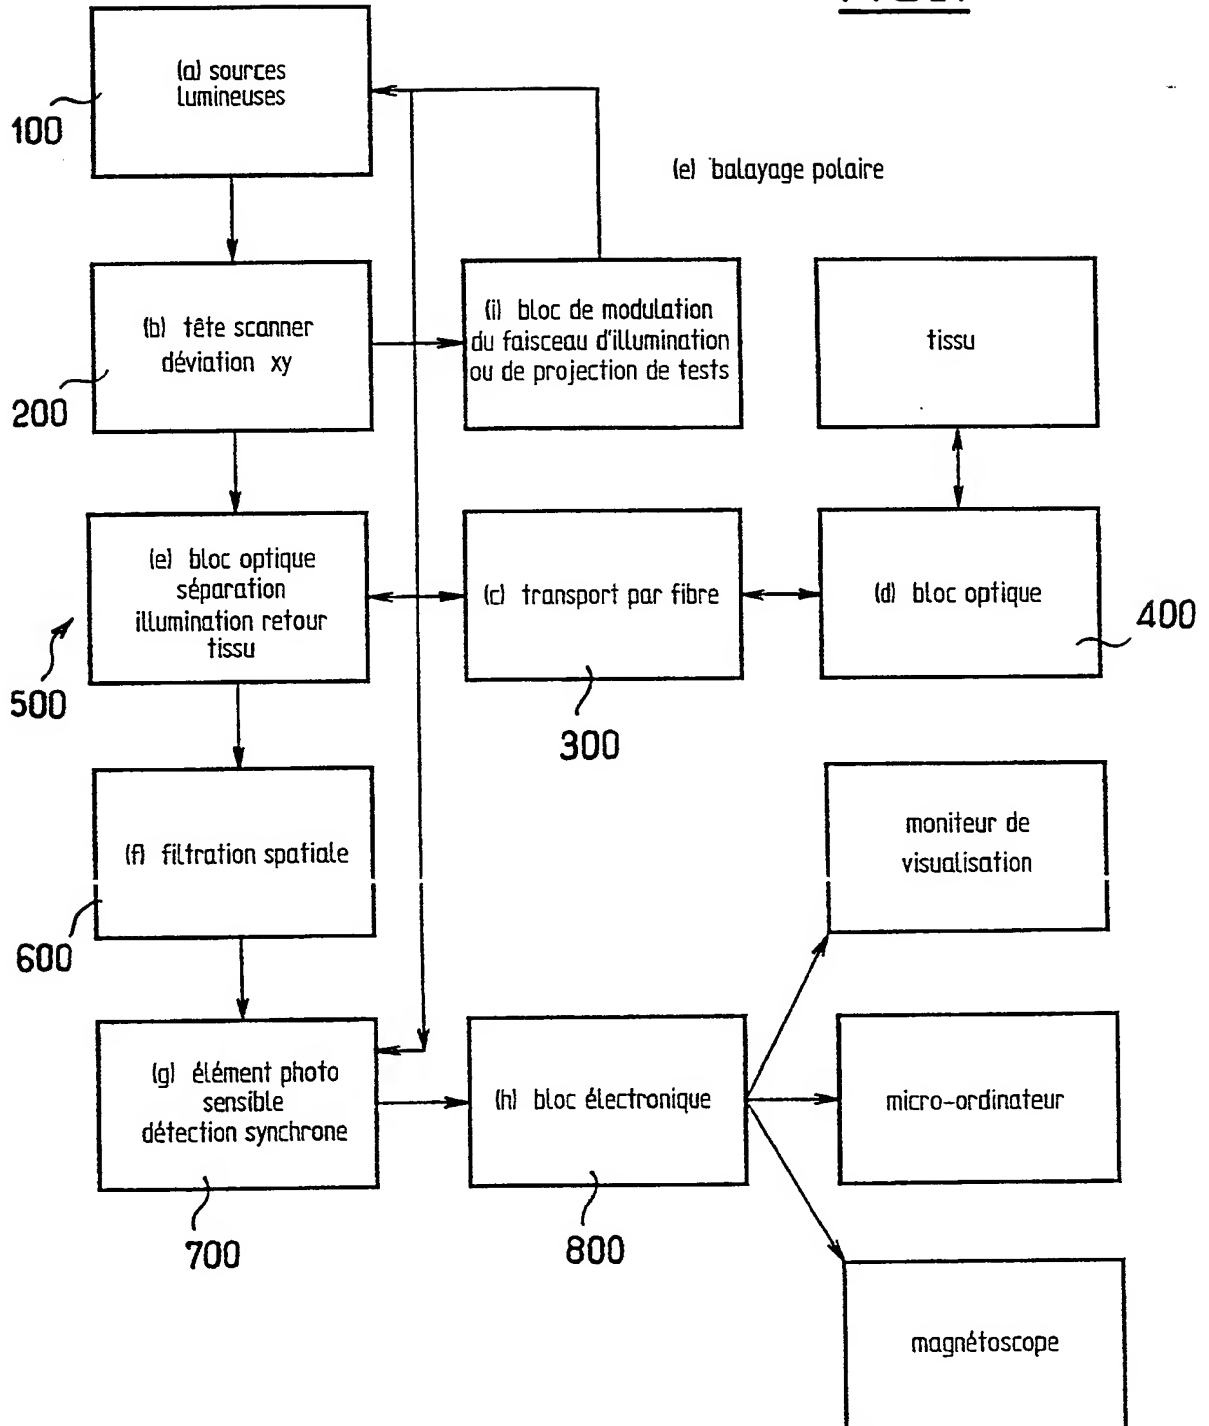 (a) sources
lumineuses
100
(e) balayage polaire
(b) tête scanner
déviation xy
200
(i) bloc de modulation
du faisceau d'illumination
ou de projection de tests
tissu
(e) bloc optique
séparation
illumination retour
tissu
500
(c) transport par fibre
300
(d) bloc optique
400
(f) filtration spatiale
600
moniteur de
visualisation
(g) élément photo
sensible
détection synchrone
700
(h) bloc électronique
800
micro-ordinateur
magnétoscope